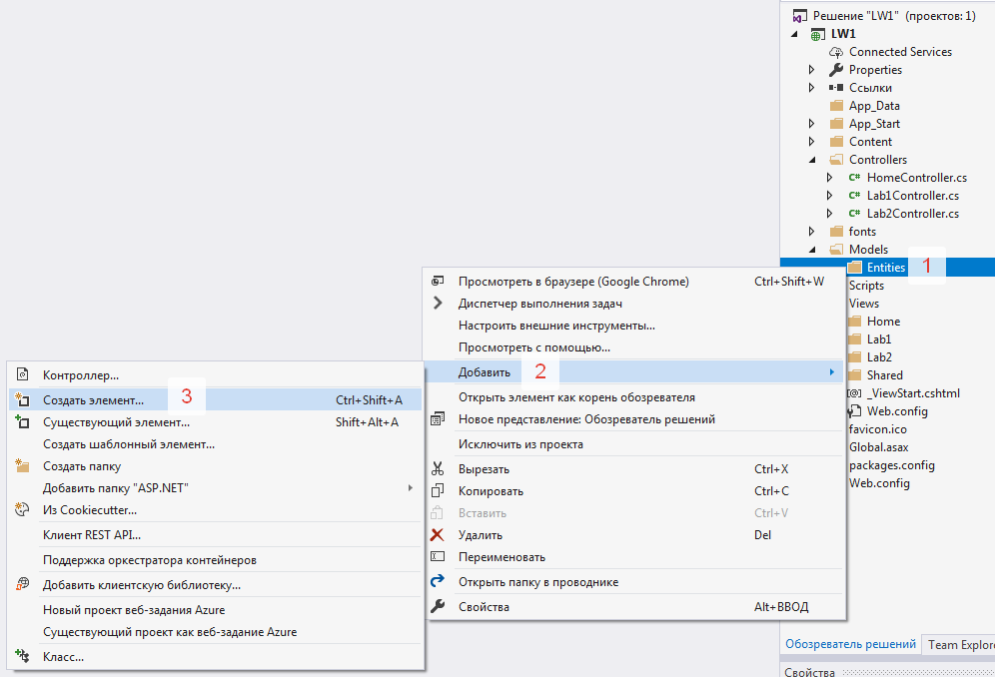 Решение "LW1" (проектов: 1)
LW1
Connected Services
Properties
Ссылки
App_Data
App_Start
Content
Controllers
C# HomeController.cs
C# Lab1Controller.cs
C# Lab2Controller.cs
fonts
Models
Entities 1
Scripts
Views
Home
Lab1
Lab2
Shared
[@] _ViewStart.cshtml
Web.config
favicon.ico
Global.asax
packages.config
Web.config
Просмотреть в браузере (Google Chrome) Ctrl+Shift+W
Диспетчер выполнения задач
Настроить внешние инструменты...
Просмотреть с помощью...
Добавить 2
Открыть элемент как корень обозревателя
Новое представление: Обозреватель решений
Исключить из проекта
Вырезать Ctrl+X
Копировать Ctrl+C
Вставить Ctrl+V
Удалить Del
Переименовать
Открыть папку в проводнике
Свойства Alt+ВВОД
Контроллер...
Создать элемент... 3 Ctrl+Shift+A
Существующий элемент... Shift+Alt+A
Создать шаблонный элемент...
Создать папку
Добавить папку "ASP.NET"
Из Cookiecutter...
Клиент REST API...
Поддержка оркестратора контейнеров
Добавить клиентскую библиотеку...
Новый проект веб-задания Azure
Существующий проект как веб-задание Azure
Класс...
Обозреватель решений Team Explore
Свойства